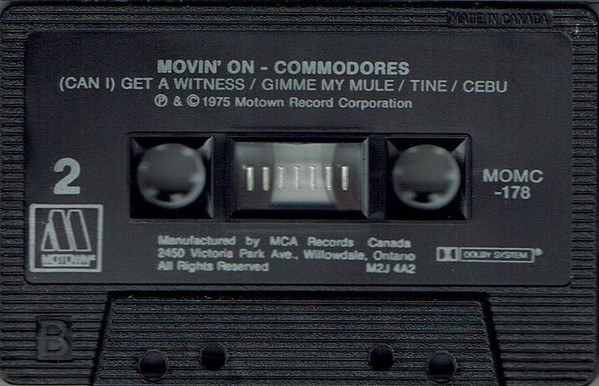 MADE IN CANADA
MOVIN' ON - COMMODORES
(CAN I) GET A WITNESS / GIMME MY MULE / TINE / CEBU
℗ & © 1975 Motown Record Corporation
2
MOMC
-178
MOTOWN®
Manufactured by MCA Records Canada
2450 Victoria Park Ave., Willowdale, Ontario
All Rights Reserved M2J 4A2
DOLBY SYSTEM®
B